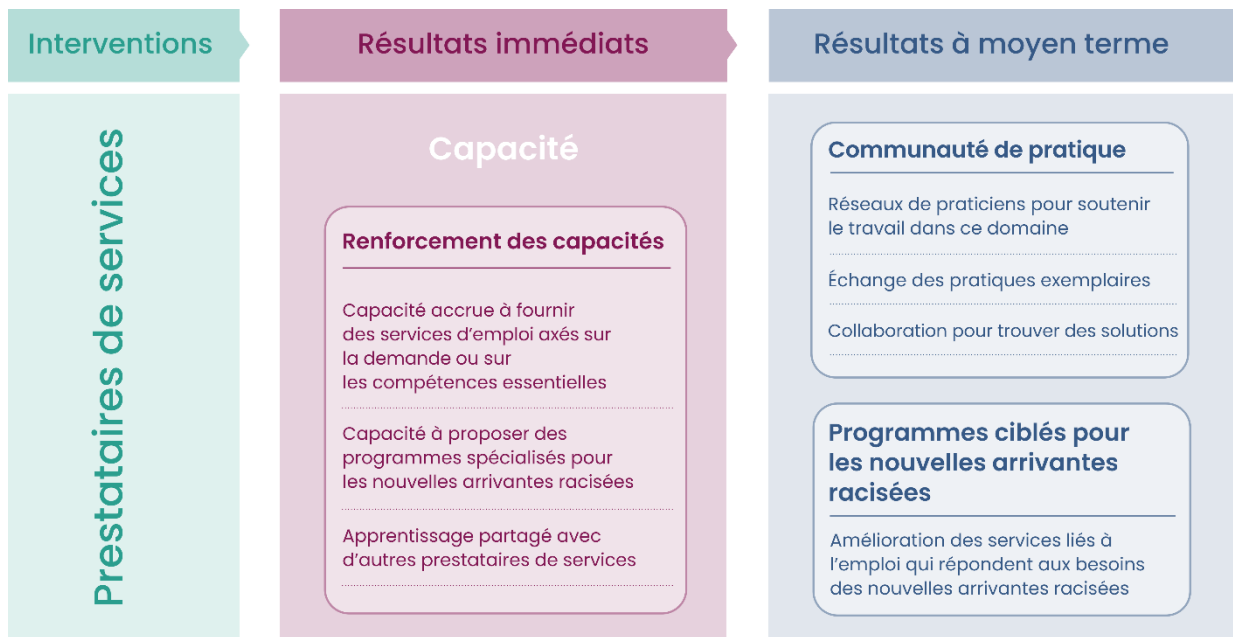 Interventions
Résultats immédiats
Résultats à moyen terme
Prestataires de services
Capacité
Renforcement des capacités
Capacité accrue à fournir
des services d'emploi axés sur
la demande ou sur
les compétences essentielles
Capacité à proposer des
programmes spécialisés pour
les nouvelles arrivantes racisées
Apprentissage partagé avec
d'autres prestataires de services
Communauté de pratique
Réseaux de praticiens pour soutenir
le travail dans ce domaine
Échange des pratiques exemplaires
Collaboration pour trouver des solutions
Programmes ciblés pour
les nouvelles arrivantes
racisées
Amélioration des services liés à
l'emploi qui répondent aux besoins
des nouvelles arrivantes racisées